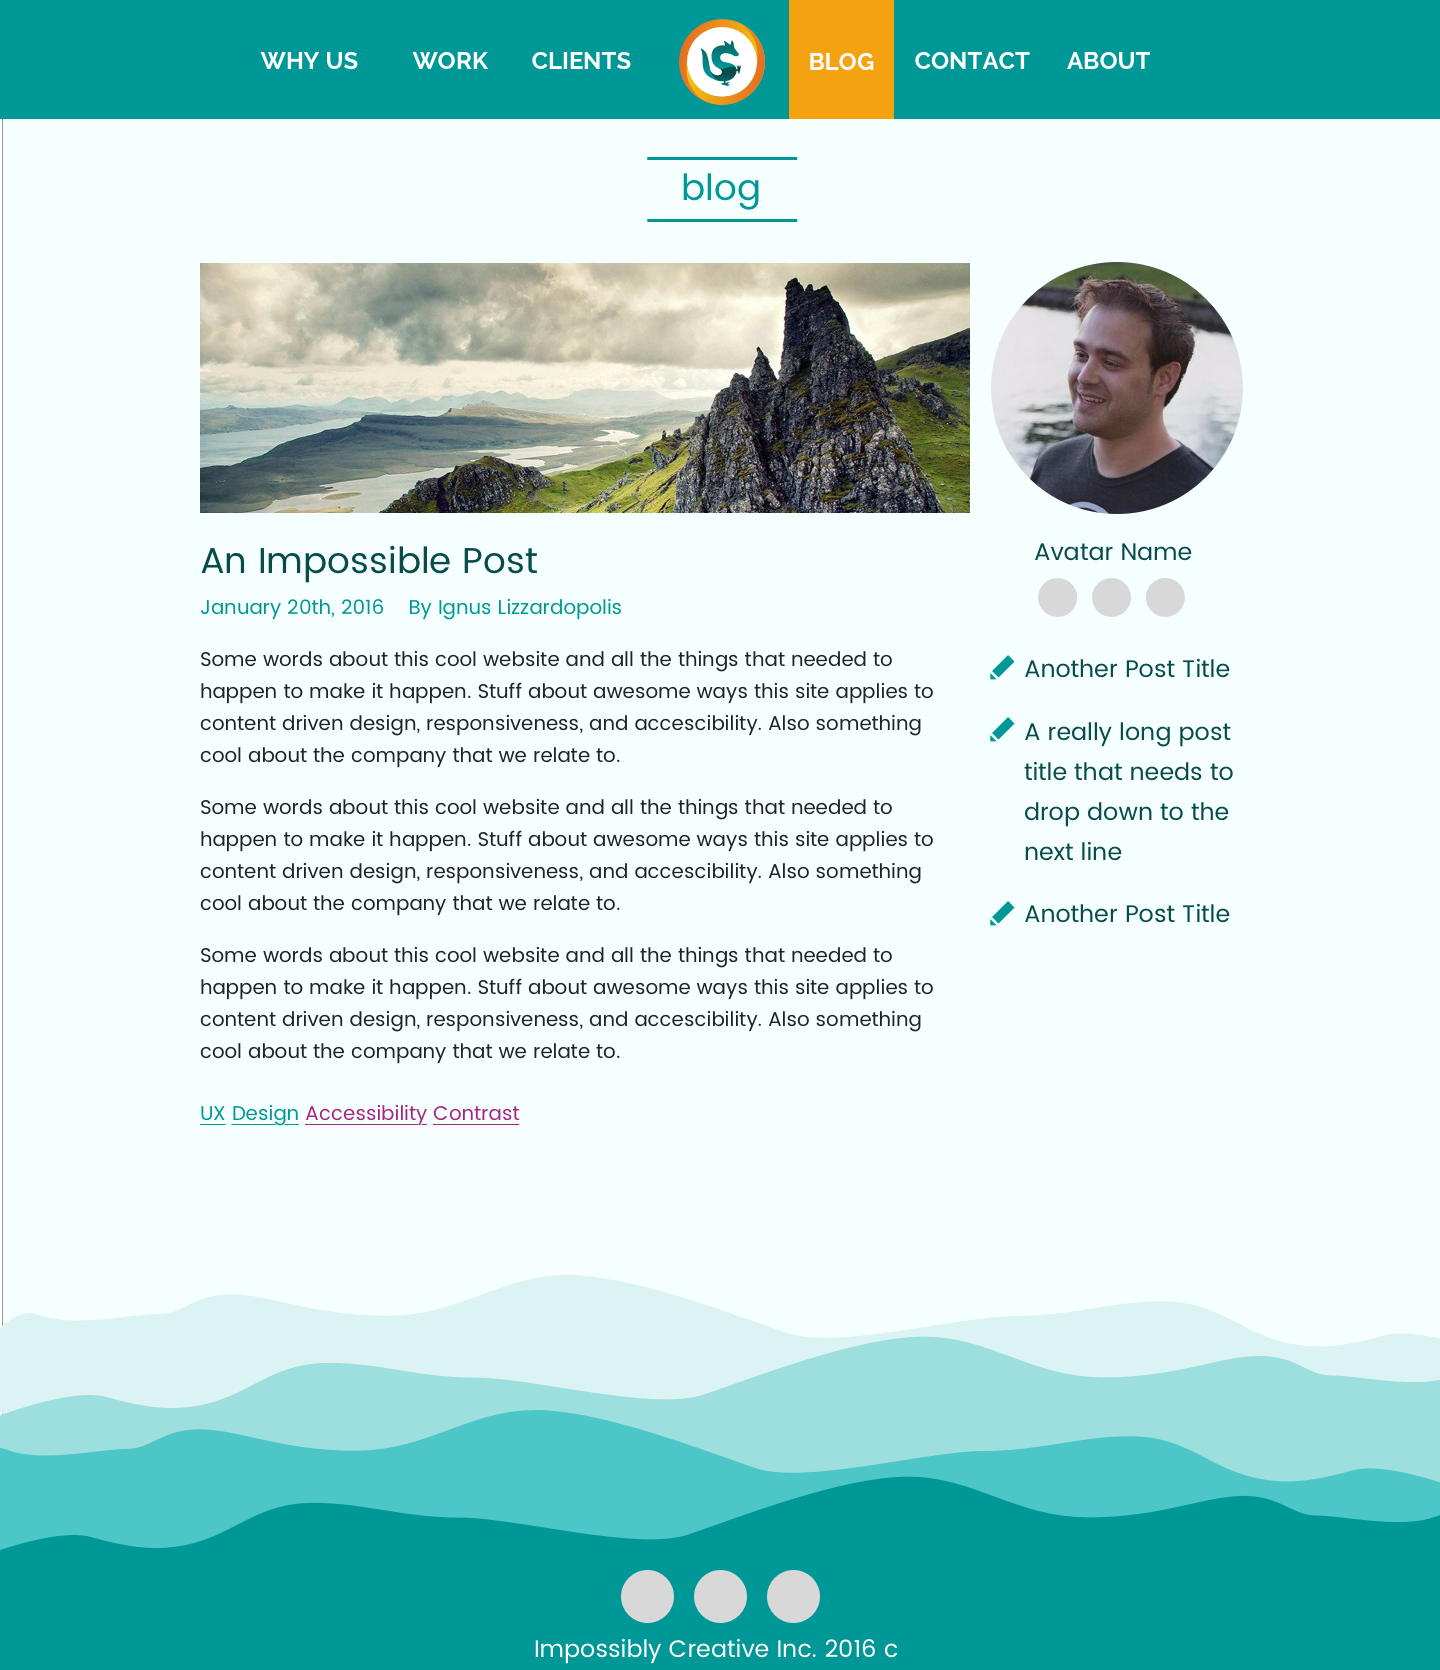 WHY US WORK CLIENTS BLOG CONTACT ABOUT
blog
An Impossible Post
January 20th, 2016 By Ignus Lizzardopolis
Some words about this cool website and all the things that needed to
happen to make it happen. Stuff about awesome ways this site applies to
content driven design, responsiveness, and accescibility. Also something
cool about the company that we relate to.
Some words about this cool website and all the things that needed to
happen to make it happen. Stuff about awesome ways this site applies to
content driven design, responsiveness, and accescibility. Also something
cool about the company that we relate to.
Some words about this cool website and all the things that needed to
happen to make it happen. Stuff about awesome ways this site applies to
content driven design, responsiveness, and accescibility. Also something
cool about the company that we relate to.
UX Design Accessibility Contrast
Avatar Name
Another Post Title
A really long post
title that needs to
drop down to the
next line
Another Post Title
Impossibly Creative Inc. 2016 c